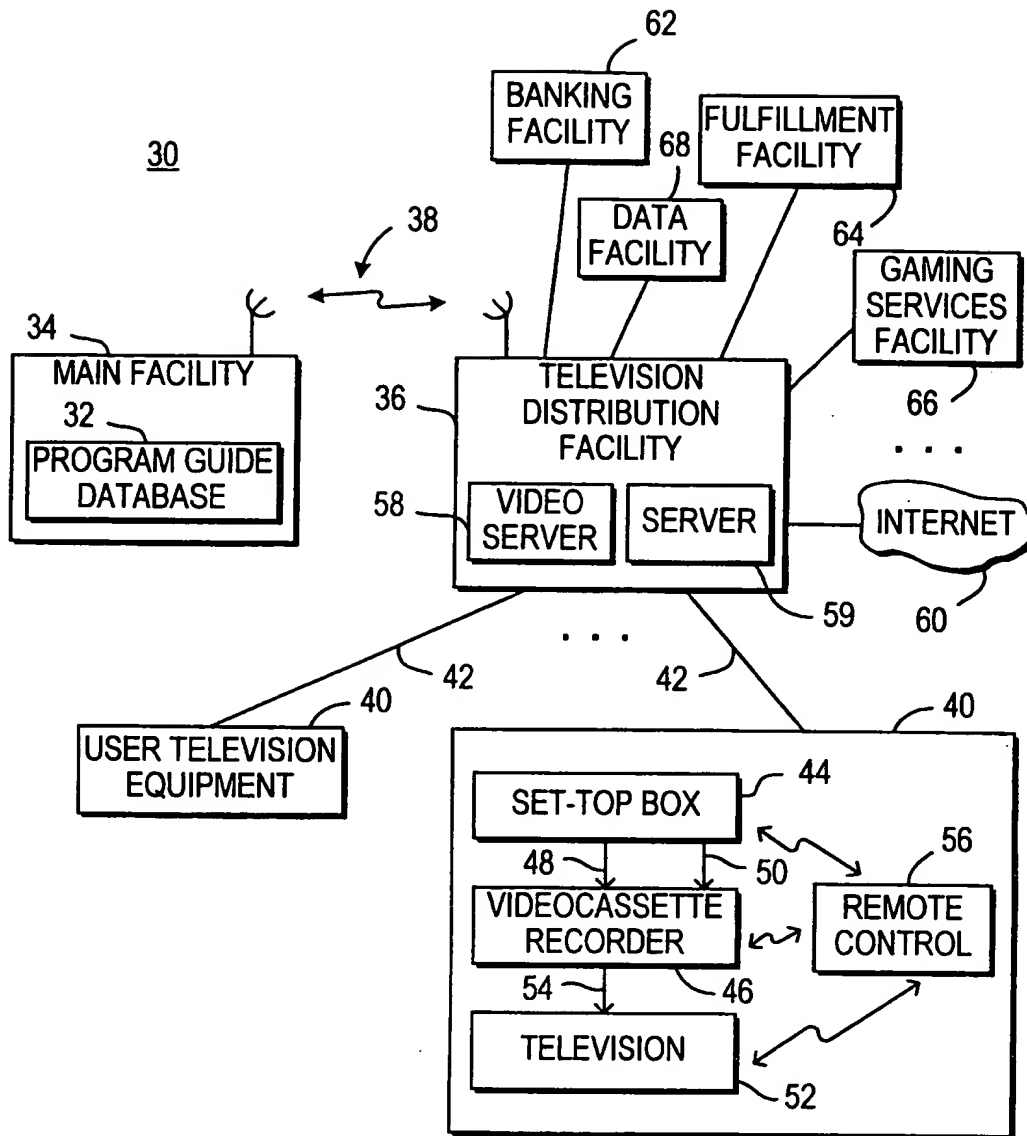 62
BANKING
FACILITY
FULFILLMENT
FACILITY
30
68
38
DATA
FACILITY
64
GAMING
SERVICES
FACILITY
34
MAIN FACILITY
36
TELEVISION
DISTRIBUTION
FACILITY
66
. . .
32
PROGRAM GUIDE
DATABASE
58
VIDEO
SERVER
SERVER
INTERNET
59
60
. . .
42
42
40
USER TELEVISION
EQUIPMENT
40
44
SET-TOP BOX
48
50
56
VIDEOCASSETTE
RECORDER
REMOTE
CONTROL
54
46
TELEVISION
52